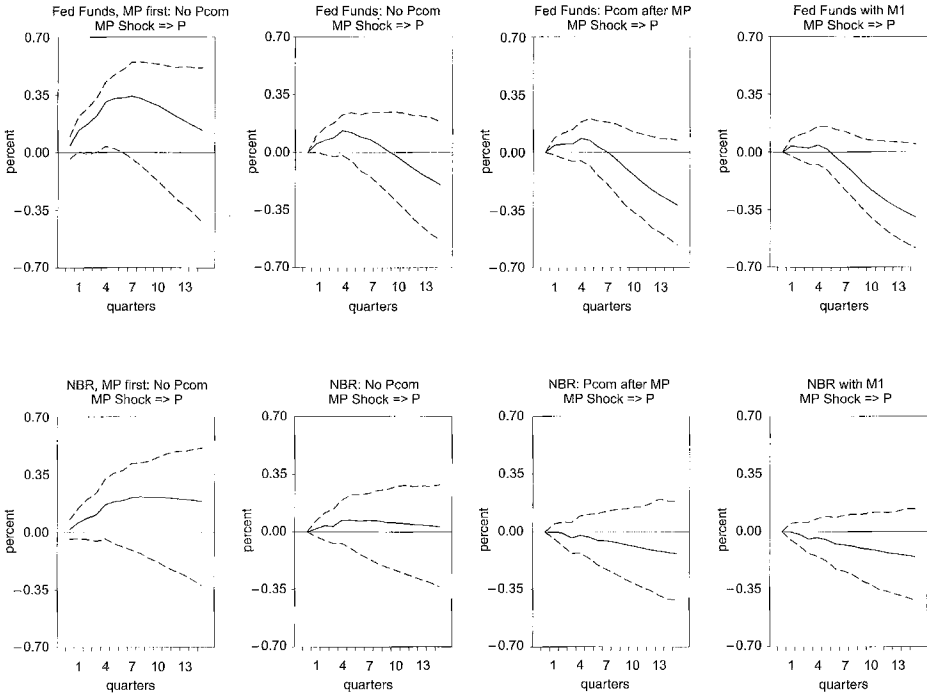 Fed Funds, MP first: No Pcom
MP Shock => P
Fed Funds; No Pcom
MP Shock => P
Fed Funds: Pcom after MP
MP Shock => P
Fed Funds with M1
MP Shock => P
0.70
0.35
0.00
−0.35
−0.70
percent
1 4 7 10 13
quarters
0.70
0.35
0.00
−0.35
−0.70
percent
1 4 7 10 13
quarters
0.70
0.35
0.00
−0.35
−0.70
percent
1 4 7 10 13
quarters
0.70
0.35
0.00
−0.35
−0.70
percent
1 4 7 10 13
quarters
NBR, MP first: No Pcom
MP Shock => P
NBR: No Pcom
MP Shock => P
NBR: Pcom after MP
MP Shock => P
NBR with M1
MP Shock => P
0.70
0.35
0.00
−0.35
−0.70
percent
1 4 7 10 13
quarters
0.70
0.35
0.00
−0.35
−0.70
percent
1 4 7 10 13
quarters
0.70
0.35
0.00
−0.35
−0.70
percent
1 4 7 10 13
quarters
0.70
0.35
0.00
−0.35
−0.70
percent
1 4 7 10 13
quarters